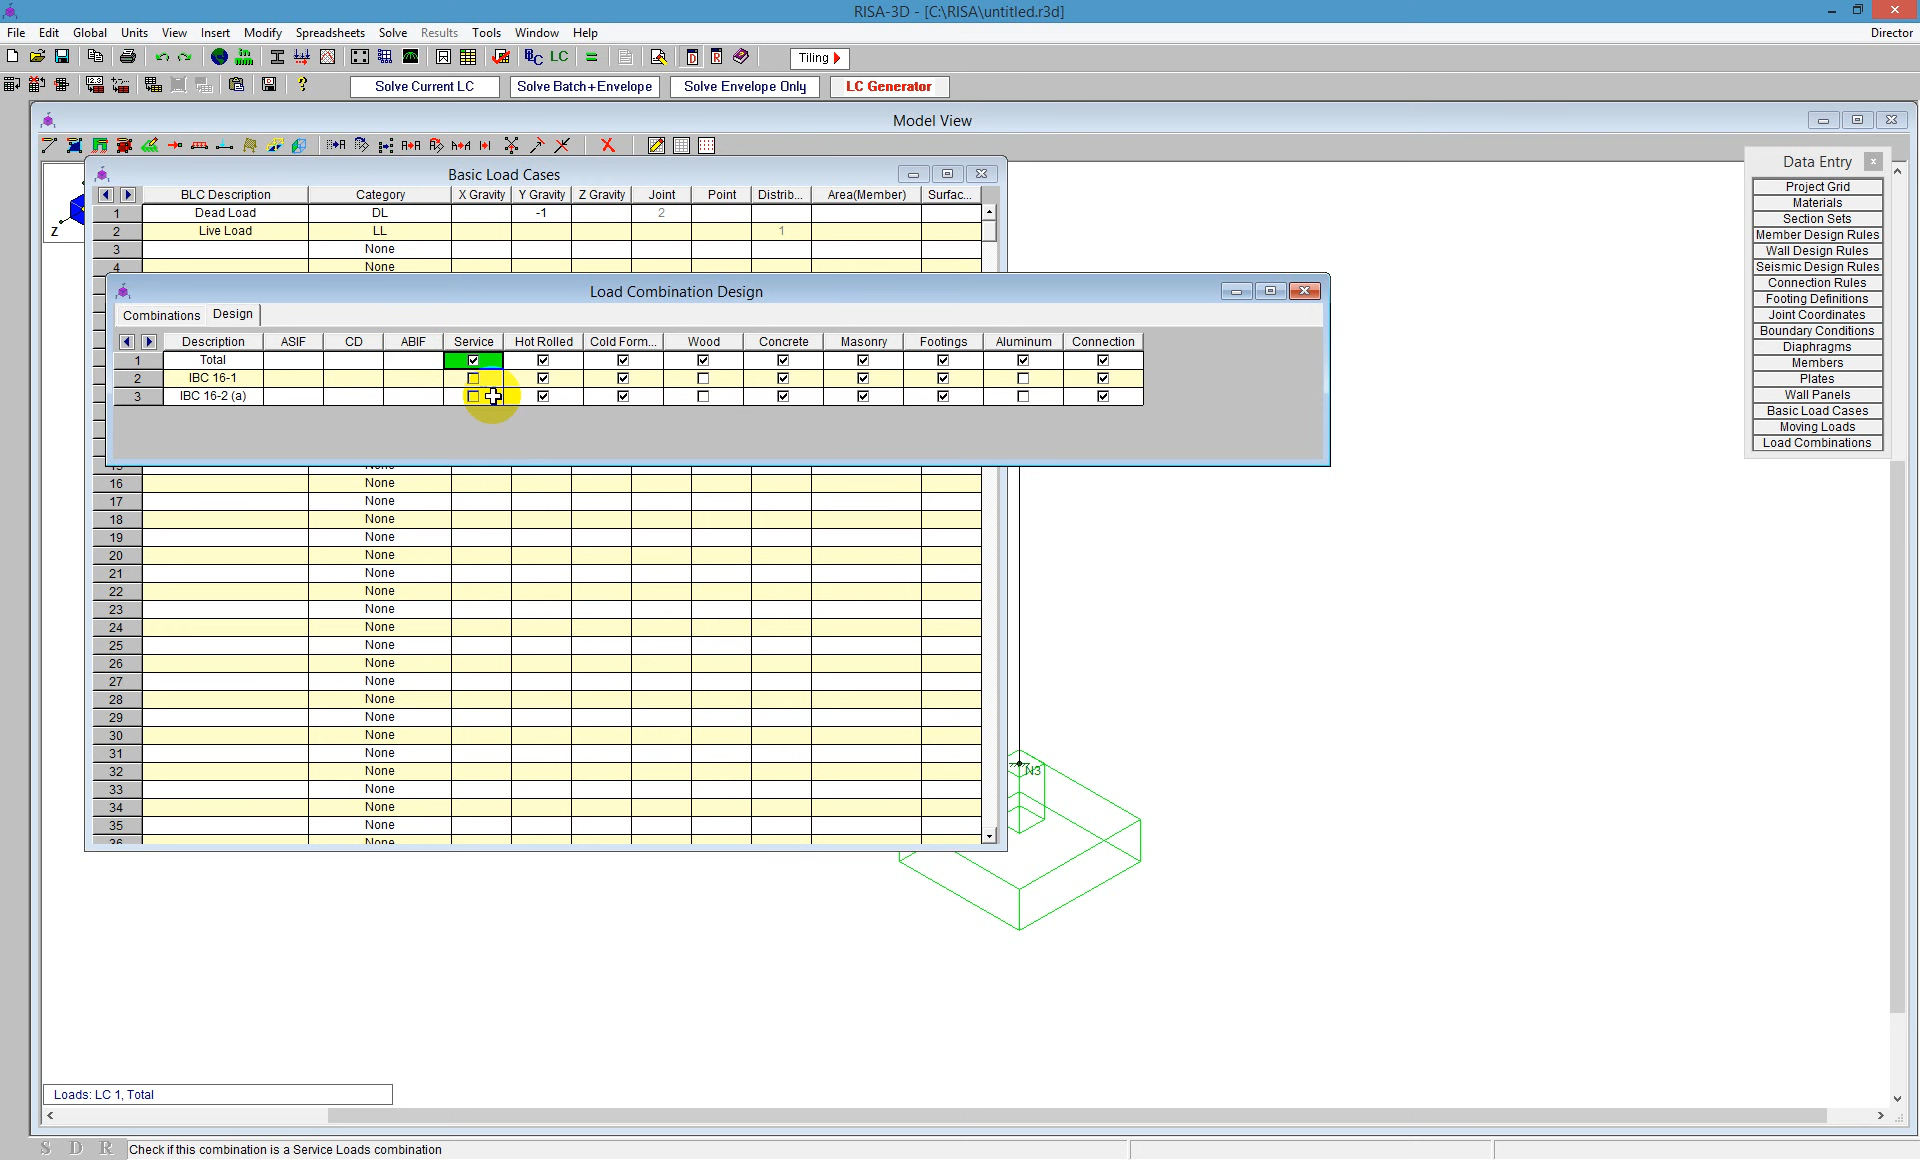 RISA-3D - [C:\RISA\untitled.r3d]
File Edit Global Units View Insert Modify Spreadsheets Solve Results Tools Window Help Director
Tiling
Solve Current LC Solve Batch+Envelope Solve Envelope Only LC Generator
Model View
Z
Basic Load Cases
BLC Description Category X Gravity Y Gravity Z Gravity Joint Point Distrib... Area(Member) Surfac...
1 Dead Load DL -1 2
2 Live Load LL 1
3 None
4 None
Load Combination Design
Combinations Design
Description ASIF CD ABIF Service Hot Rolled Cold Form... Wood Concrete Masonry Footings Aluminum Connection
1 Total
2 IBC 16-1
3 IBC 16-2 (a)
15 None
16 None
17 None
18 None
19 None
20 None
21 None
22 None
23 None
24 None
25 None
26 None
27 None
28 None
29 None
30 None
31 None
32 None
33 None
34 None
35 None
36 None
N3
Data Entry
Project Grid
Materials
Section Sets
Member Design Rules
Wall Design Rules
Seismic Design Rules
Connection Rules
Footing Definitions
Joint Coordinates
Boundary Conditions
Diaphragms
Members
Plates
Wall Panels
Basic Load Cases
Moving Loads
Load Combinations
Loads: LC 1, Total
S D R Check if this combination is a Service Loads combination